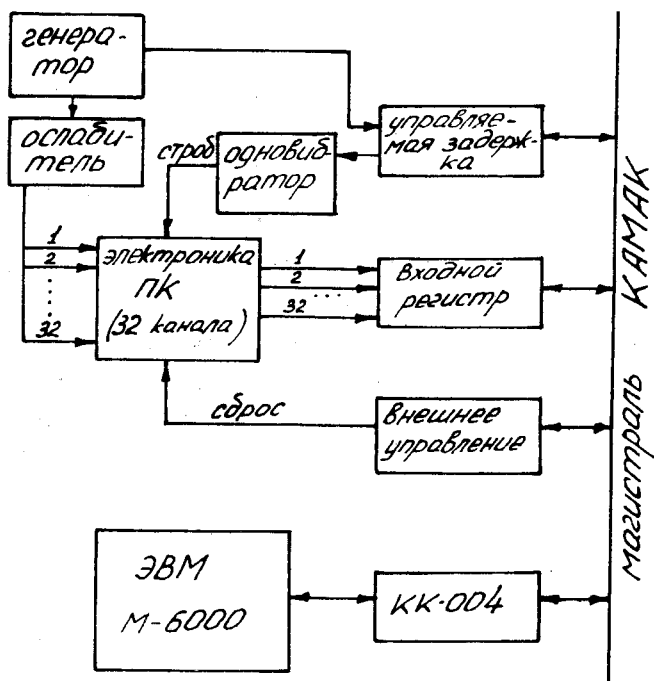 генера-
тор
ослаби-
тель
строб
одновиб-
ратор
управляе-
мая задерж-
ка
1
2
32
электроника
ПК
(32 канала)
1
2
32
входной
регистр
сброс
внешнее
управление
ЭВМ
М-6000
КК-004
магистраль КАМАК